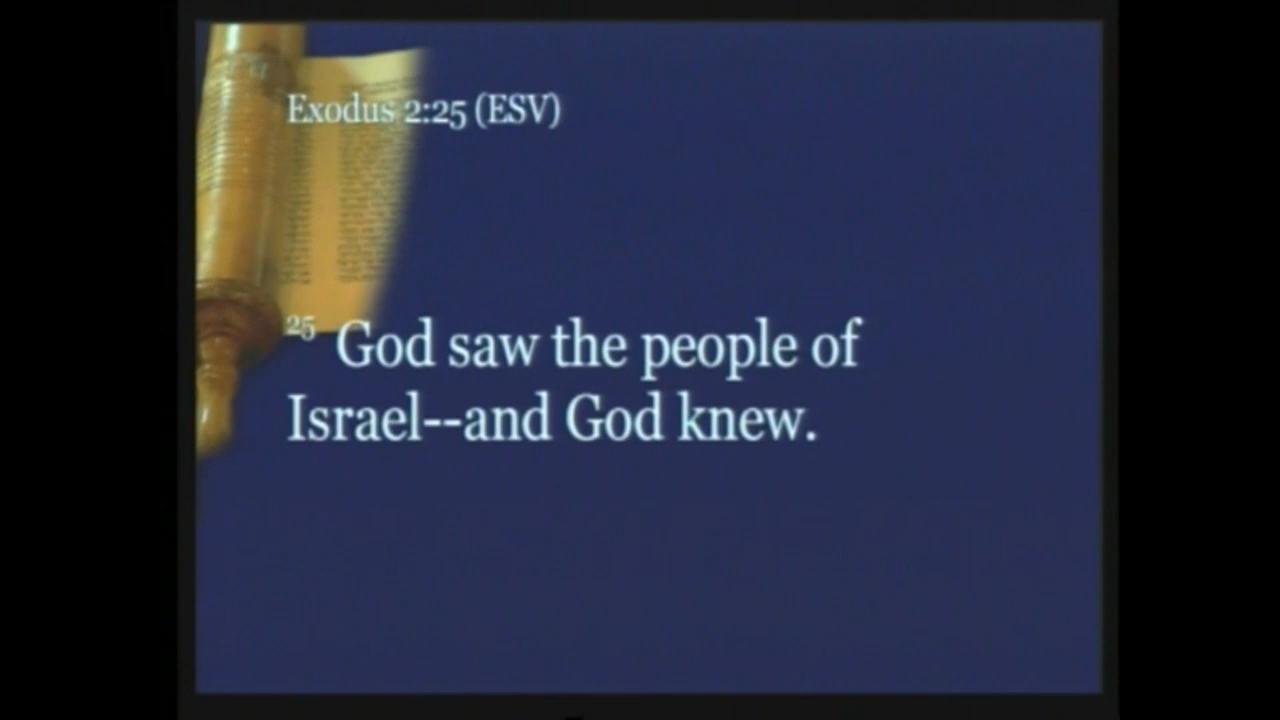 Exodus 2:25 (ESV)
25 God saw the people of
Israel--and God knew.